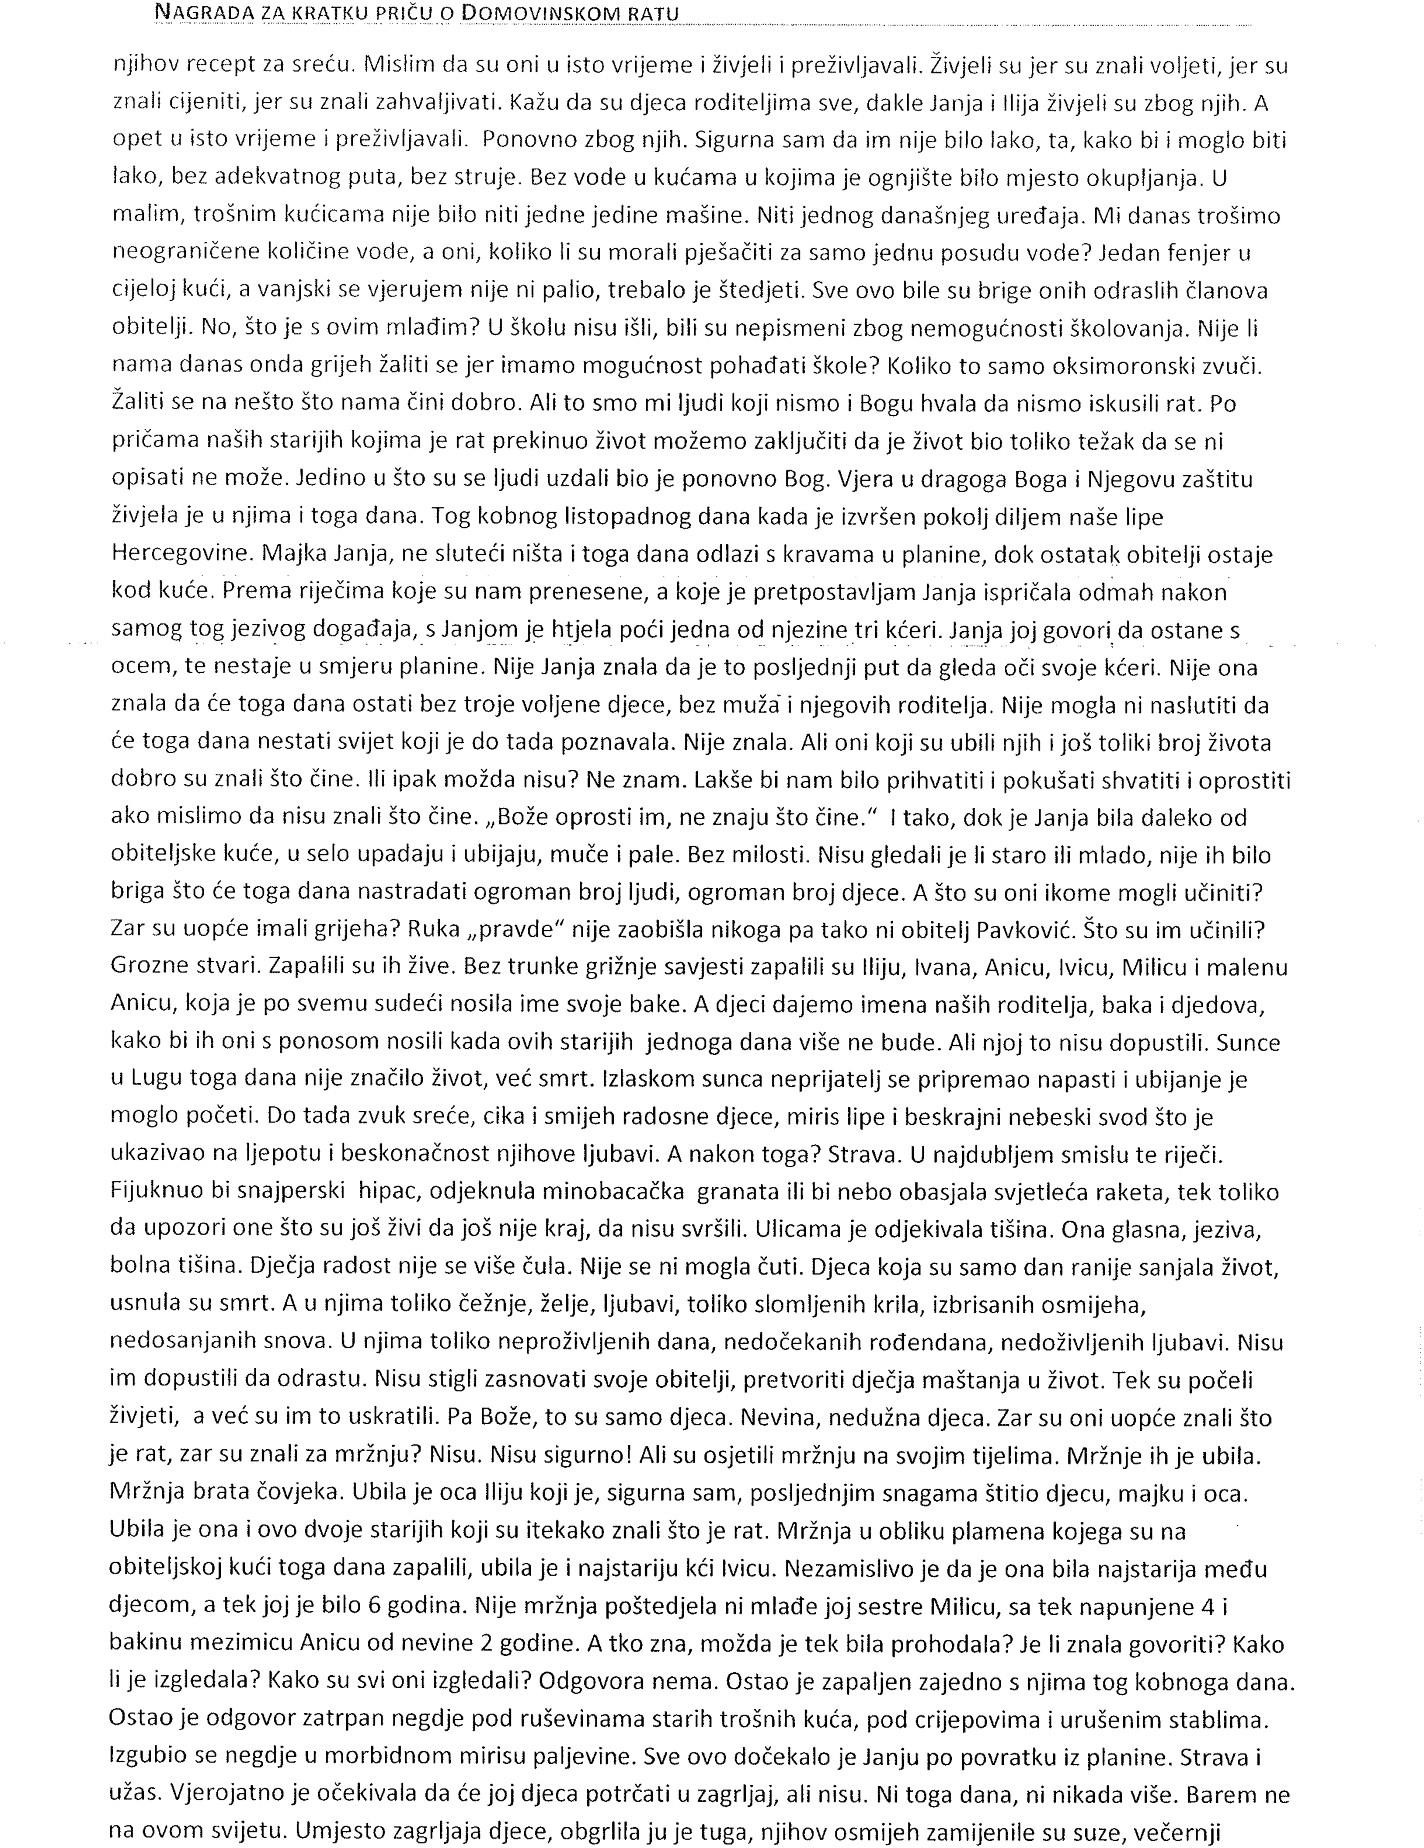 NAGRADA ZA KRATKU PRIČU O DOMOVINSKOM RATU
njihov recept za sreću. Mislim da su oni u isto vrijeme i živjeli i preživljavali. Živjeli su jer su znali voljeti, jer su
znali cijeniti, jer su znali zahvaljivati. Kažu da su djeca roditeljima sve, dakle Janja i Ilija živjeli su zbog njih. A
opet u isto vrijeme i preživljavali. Ponovno zbog njih. Sigurna sam da im nije bilo lako, ta, kako bi i moglo biti
lako, bez adekvatnog puta, bez struje. Bez vode u kućama u kojima je ognjište bilo mjesto okupljanja. U
malim, trošnim kućicama nije bilo niti jedne jedine mašine. Niti jednog današnjeg uređaja. Mi danas trošimo
neograničene količine vode, a oni, koliko li su morali pješačiti za samo jednu posudu vode? Jedan fenjer u
cijeloj kući, a vanjski se vjerujem nije ni palio, trebalo je štedjeti. Sve ovo bile su brige onih odraslih članova
obitelji. No, što je s ovim mlađim? U školu nisu išli, bili su nepismeni zbog nemogućnosti školovanja. Nije li
nama danas onda grijeh žaliti se jer imamo mogućnost pohađati škole? Koliko to samo oksimoronski zvuči.
Žaliti se na nešto što nama čini dobro. Ali to smo mi ljudi koji nismo i Bogu hvala da nismo iskusili rat. Po
pričama naših starijih kojima je rat prekinuo život možemo zaključiti da je život bio toliko težak da se ni
opisati ne može. Jedino u što su se ljudi uzdali bio je ponovno Bog. Vjera u dragoga Boga i Njegovu zaštitu
živjela je u njima i toga dana. Tog kobnog listopadnog dana kada je izvršen pokolj diljem naše lipe
Hercegovine. Majka Janja, ne sluteći ništa i toga dana odlazi s kravama u planine, dok ostatak obitelji ostaje
kod kuće. Prema riječima koje su nam prenesene, a koje je pretpostavljam Janja ispričala odmah nakon
samog tog jezivog događaja, s Janjom je htjela poći jedna od njezine tri kćeri. Janja joj govori da ostane s
ocem, te nestaje u smjeru planine. Nije Janja znala da je to posljednji put da gleda oči svoje kćeri. Nije ona
znala da će toga dana ostati bez troje voljene djece, bez muža i njegovih roditelja. Nije mogla ni naslutiti da
će toga dana nestati svijet koji je do tada poznavala. Nije znala. Ali oni koji su ubili njih i još toliki broj života
dobro su znali što čine. Ili ipak možda nisu? Ne znam. Lakše bi nam bilo prihvatiti i pokušati shvatiti i oprostiti
ako mislimo da nisu znali što čine. „Bože oprosti im, ne znaju što čine.“ I tako, dok je Janja bila daleko od
obiteljske kuće, u selo upadaju i ubijaju, muče i pale. Bez milosti. Nisu gledali je li staro ili mlado, nije ih bilo
briga što će toga dana nastradati ogroman broj ljudi, ogroman broj djece. A što su oni ikome mogli učiniti?
Zar su uopće imali grijeha? Ruka „pravde“ nije zaobišla nikoga pa tako ni obitelj Pavković. Što su im učinili?
Grozne stvari. Zapalili su ih žive. Bez trunke grižnje savjesti zapalili su Iliju, Ivana, Anicu, Ivicu, Milicu i malenu
Anicu, koja je po svemu sudeći nosila ime svoje bake. A djeci dajemo imena naših roditelja, baka i djedova,
kako bi ih oni s ponosom nosili kada ovih starijih jednoga dana više ne bude. Ali njoj to nisu dopustili. Sunce
u Lugu toga dana nije značilo život, već smrt. Izlaskom sunca neprijatelj se pripremao napasti i ubijanje je
moglo početi. Do tada zvuk sreće, cika i smijeh radosne djece, miris lipe i beskrajni nebeski svod što je
ukazivao na ljepotu i beskonačnost njihove ljubavi. A nakon toga? Strava. U najdubljem smislu te riječi.
Fijuknuo bi snajperski hipac, odjeknula minobacačka granata ili bi nebo obasjala svjetleća raketa, tek toliko
da upozori one što su još živi da još nije kraj, da nisu svršili. Ulicama je odjekivala tišina. Ona glasna, jeziva,
bolna tišina. Dječja radost nije se više čula. Nije se ni mogla čuti. Djeca koja su samo dan ranije sanjala život,
usnula su smrt. A u njima toliko čežnje, želje, ljubavi, toliko slomljenih krila, izbrisanih osmijeha,
nedosanjanih snova. U njima toliko neproživljenih dana, nedočekanih rođendana, nedoživljenih ljubavi. Nisu
im dopustili da odrastu. Nisu stigli zasnovati svoje obitelji, pretvoriti dječja maštanja u život. Tek su počeli
živjeti, a već su im to uskratili. Pa Bože, to su samo djeca. Nevina, nedužna djeca. Zar su oni uopće znali što
je rat, zar su znali za mržnju? Nisu. Nisu sigurno! Ali su osjetili mržnju na svojim tijelima. Mržnje ih je ubila.
Mržnja brata čovjeka. Ubila je oca Iliju koji je, sigurna sam, posljednjim snagama štitio djecu, majku i oca.
Ubila je ona i ovo dvoje starijih koji su itekako znali što je rat. Mržnja u obliku plamena kojega su na
obiteljskoj kući toga dana zapalili, ubila je i najstariju kći Ivicu. Nezamislivo je da je ona bila najstarija među
djecom, a tek joj je bilo 6 godina. Nije mržnja poštedjela ni mlađe joj sestre Milicu, sa tek napunjene 4 i
bakinu mezimicu Anicu od nevine 2 godine. A tko zna, možda je tek bila prohodala? Je li znala govoriti? Kako
li je izgledala? Kako su svi oni izgledali? Odgovora nema. Ostao je zapaljen zajedno s njima tog kobnoga dana.
Ostao je odgovor zatrpan negdje pod ruševinama starih trošnih kuća, pod crijepovima i urušenim stablima.
Izgubio se negdje u morbidnom mirisu paljevine. Sve ovo dočekalo je Janju po povratku iz planine. Strava i
užas. Vjerojatno je očekivala da će joj djeca potrčati u zagrljaj, ali nisu. Ni toga dana, ni nikada više. Barem ne
na ovom svijetu. Umjesto zagrljaja djece, obgrlila ju je tuga, njihov osmijeh zamijenile su suze, večernji